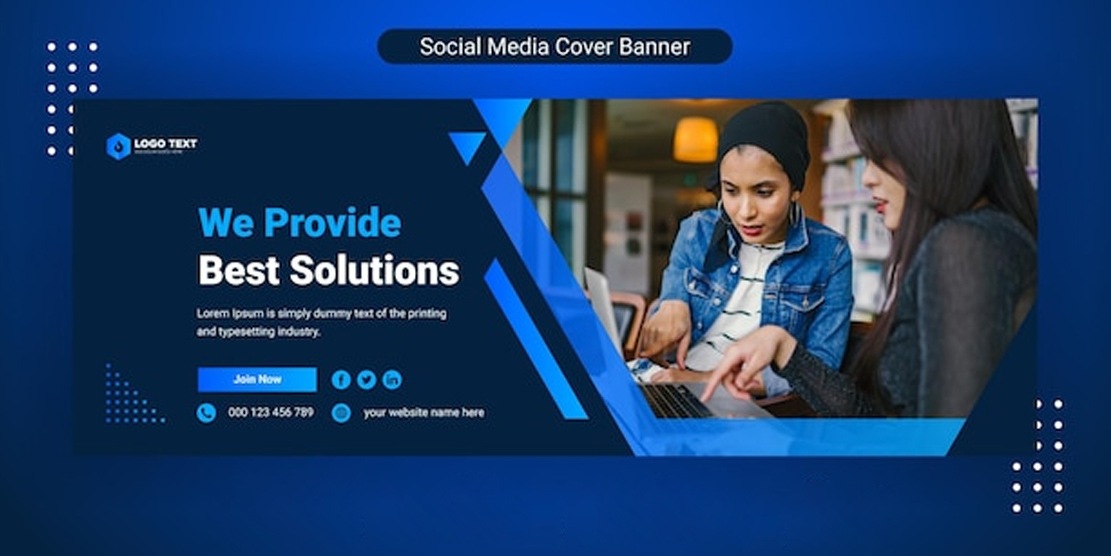 Social Media Cover Banner
LOGO TEXT
We Provide
Best Solutions
Lorem Ipsum is simply dummy text of the printing
and typesetting industry.
Join Now
000 123 456 789
your website name here